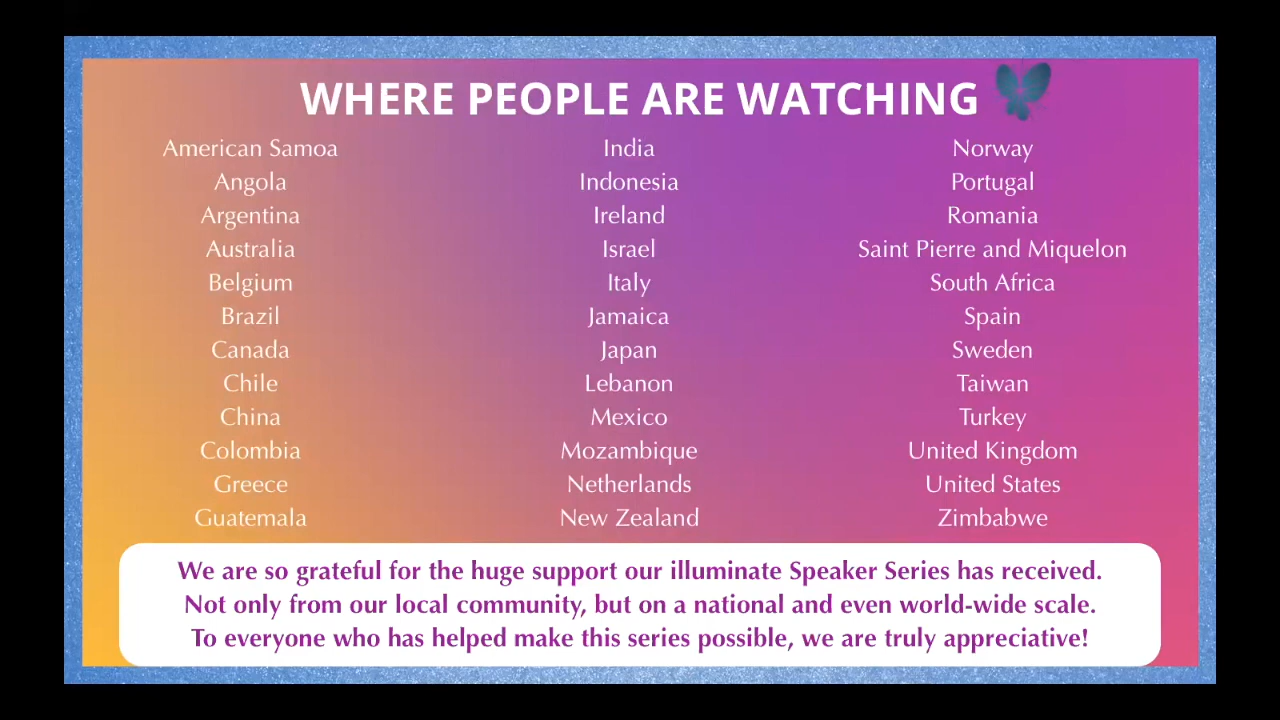 WHERE PEOPLE ARE WATCHING
American Samoa
Angola
Argentina
Australia
Belgium
Brazil
Canada
Chile
China
Colombia
Greece
Guatemala
India
Indonesia
Ireland
Israel
Italy
Jamaica
Japan
Lebanon
Mexico
Mozambique
Netherlands
New Zealand
Norway
Portugal
Romania
Saint Pierre and Miquelon
South Africa
Spain
Sweden
Taiwan
Turkey
United Kingdom
United States
Zimbabwe
We are so grateful for the huge support our illuminate Speaker Series has received.
Not only from our local community, but on a national and even world-wide scale.
To everyone who has helped make this series possible, we are truly appreciative!